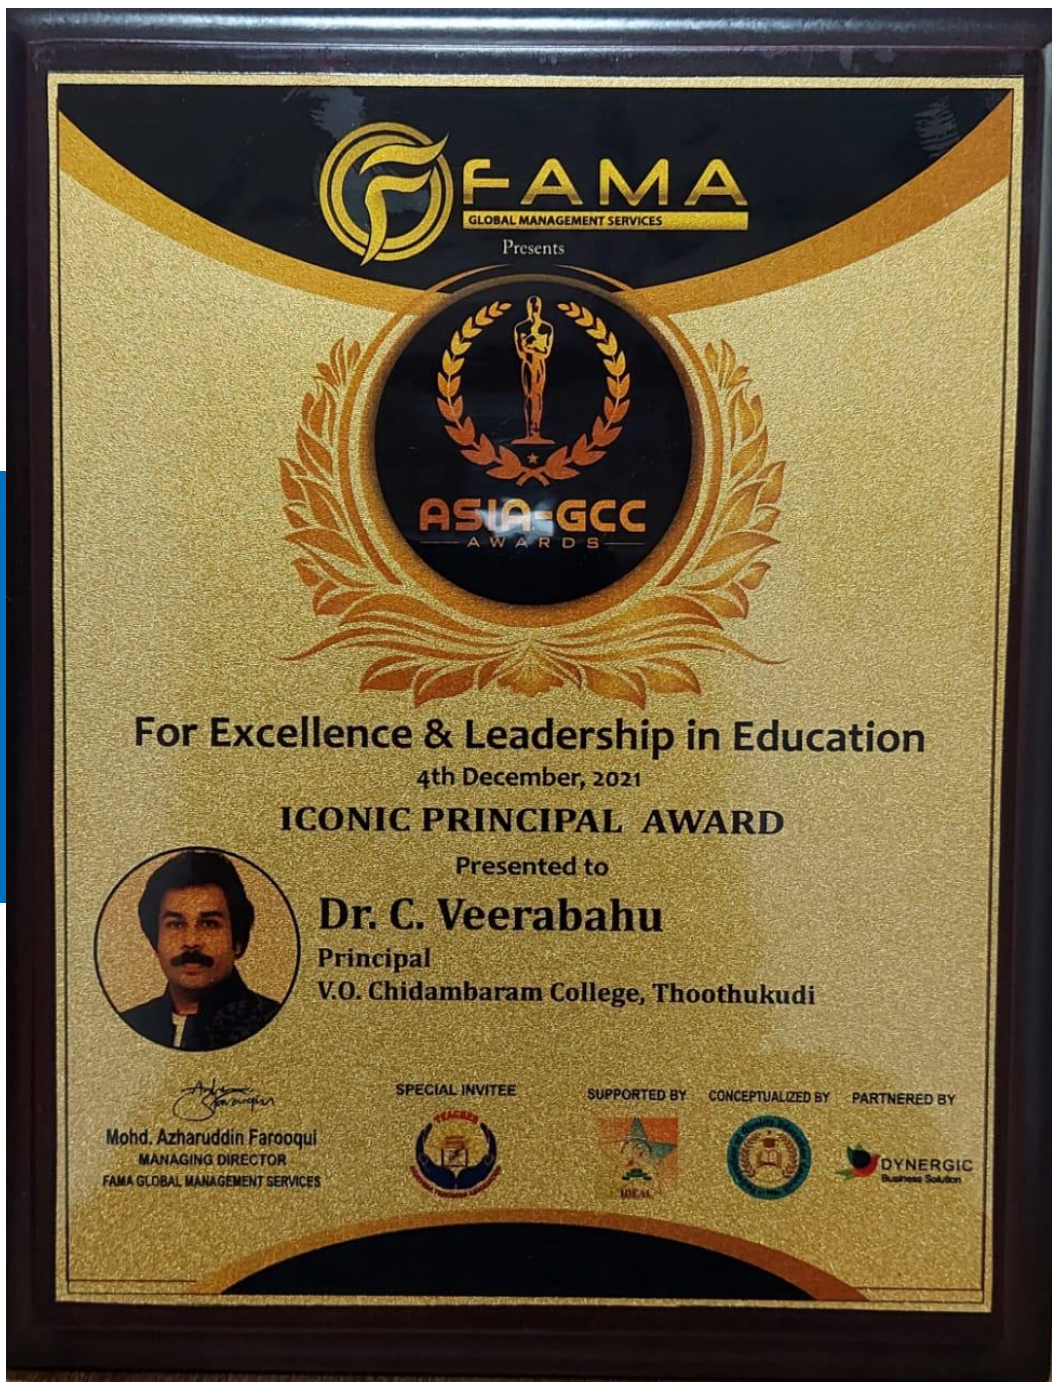 FAMA
GLOBAL MANAGEMENT SERVICES
Presents
ASIA-GCC
AWARDS
For Excellence & Leadership in Education
4th December, 2021
ICONIC PRINCIPAL AWARD
Presented to
Dr. C. Veerabahu
Principal
V.O. Chidambaram College, Thoothukudi
Mohd. Azharuddin Farooqui
MANAGING DIRECTOR
FAMA GLOBAL MANAGEMENT SERVICES
SPECIAL INVITEE
TEACHER
SUPPORTED BY
IDEAL
CONCEPTUALIZED BY
PARTNERED BY
DYNERGIC
Business Solution